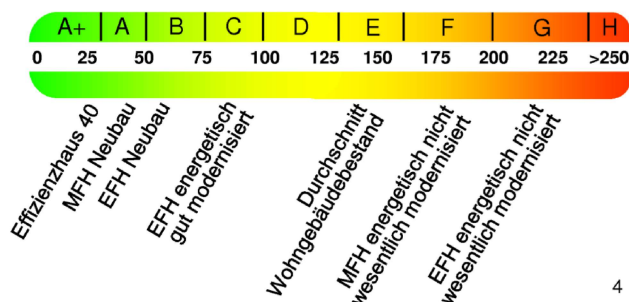 A+ A B C D E F G H
0 25 50 75 100 125 150 175 200 225 >250
Effizienzhaus 40
MFH Neubau
EFH Neubau
EFH energetisch
gut modernisiert
Durchschnitt
Wohngebäudebestand
MFH energetisch nicht
wesentlich modernisiert
EFH energetisch nicht
wesentlich modernisiert
4